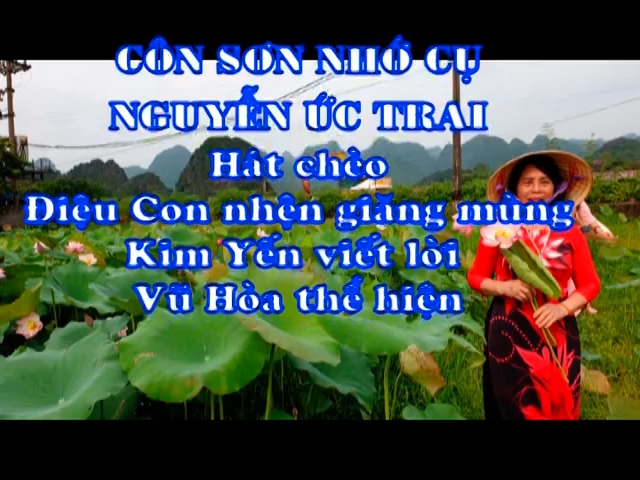 CÔN SƠN NHỚ CỤ
NGUYỄN ỨC TRAI
Hát chèo
Điệu Con nhện giăng mùng
Kim Yến viết lời
Vũ Hòa thể hiện